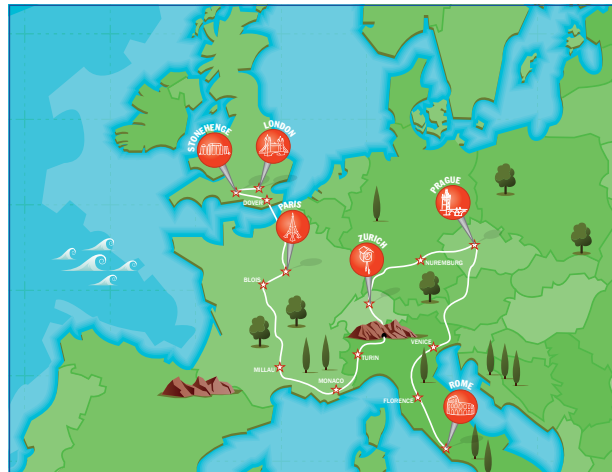 STONEHENGE
LONDON
DOVER
PARIS
PRAGUE
ZURICH
NUREMBURG
BLOIS
VENICE
TURIN
MILLAU
MONACO
ROME
FLORENCE